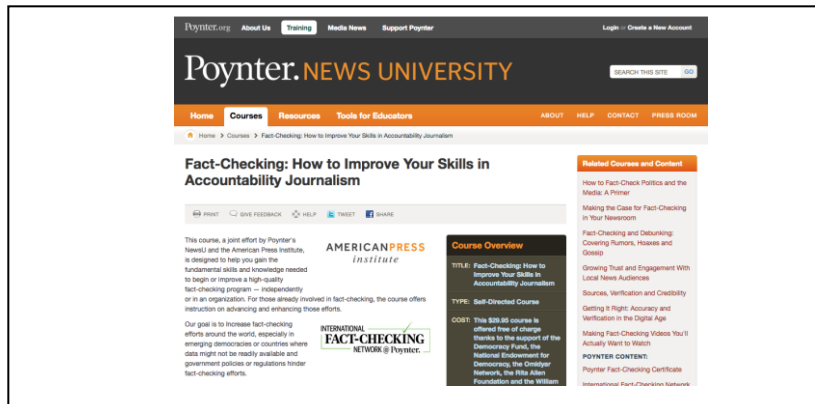 Poynter.org About Us Training Media News Support Poynter Login or Create a New Account
Poynter. NEWS UNIVERSITY
SEARCH THIS SITE GO
Home Courses Resources Tools for Educators ABOUT HELP CONTACT PRESS ROOM
Home > Courses > Fact-Checking: How to Improve Your Skills in Accountability Journalism
Fact-Checking: How to Improve Your Skills in
Accountability Journalism
PRINT GIVE FEEDBACK HELP TWEET SHARE
This course, a joint effort by Poynter's
NewsU and the American Press Institute,
is designed to help you gain the
fundamental skills and knowledge needed
to begin or improve a high-quality
fact-checking program — independently
or in an organization. For those already involved in fact-checking, the course offers
instruction on advancing and enhancing those efforts.
AMERICANPRESS
institute
Our goal is to increase fact-checking
efforts around the world, especially in
emerging democracies or countries where
data might not be readily available and
government policies or regulations hinder
fact-checking efforts.
INTERNATIONAL
FACT-CHECKING
NETWORK @ Poynter.
Course Overview
TITLE: Fact-Checking: How to
Improve Your Skills in
Accountability Journalism
TYPE: Self-Directed Course
COST: This $29.95 course is
offered free of charge
thanks to the support of the
Democracy Fund, the
National Endowment for
Democracy, the Omidyar
Network, the Rita Allen
Foundation and the William
Related Courses and Content
How to Fact-Check Politics and the
Media: A Primer
Making the Case for Fact-Checking
in Your Newsroom
Fact-Checking and Debunking:
Covering Rumors, Hoaxes and
Gossip
Growing Trust and Engagement With
Local News Audiences
Sources, Verification and Credibility
Getting It Right: Accuracy and
Verification in the Digital Age
Making Fact-Checking Videos You'll
Actually Want to Watch
POYNTER CONTENT:
Poynter Fact-Checking Certificate
International Fact-Checking Network